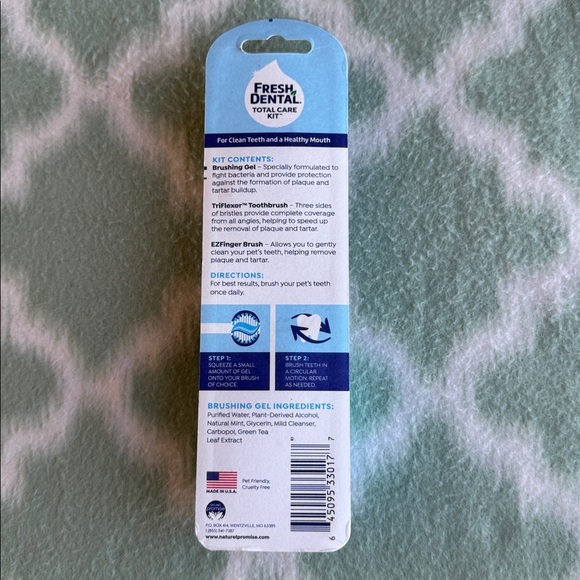 FRESH
DENTAL®
TOTAL CARE
KIT™
For Clean Teeth and a Healthy Mouth
KIT CONTENTS:
Brushing Gel – Specially formulated to
fight bacteria and provide protection
against the formation of plaque and
tartar buildup.
TriFlexor™ Toothbrush – Three sides
of bristles provide complete coverage
from all angles, helping to speed up
the removal of plaque and tartar.
EZFinger Brush – Allows you to gently
clean your pet's teeth, helping remove
plaque and tartar.
DIRECTIONS:
For best results, brush your pet's teeth
once daily.
STEP 1:
SQUEEZE A SMALL
AMOUNT OF GEL
ONTO YOUR BRUSH
OF CHOICE
STEP 2:
BRUSH TEETH IN
A CIRCULAR
MOTION. REPEAT
AS NEEDED.
BRUSHING GEL INGREDIENTS:
Purified Water, Plant-Derived Alcohol,
Natural Mint, Glycerin, Mild Cleanser,
Carbopol, Green Tea
Leaf Extract
MADE IN U.S.A.
Pet Friendly,
Cruelty Free
promise
P.O. BOX 414, WENTZVILLE, MO 63385
1 (855) 541-7387
www.naturalpromise.com
6 45095 33017 7